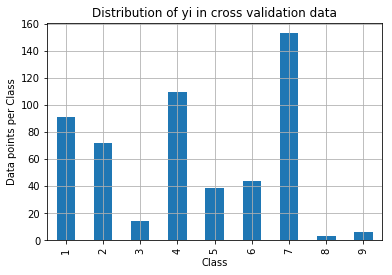 Distribution of yi in cross validation data
Data points per Class
160
140
120
100
80
60
40
20
0
1 2 3 4 5 6 7 8 9
Class